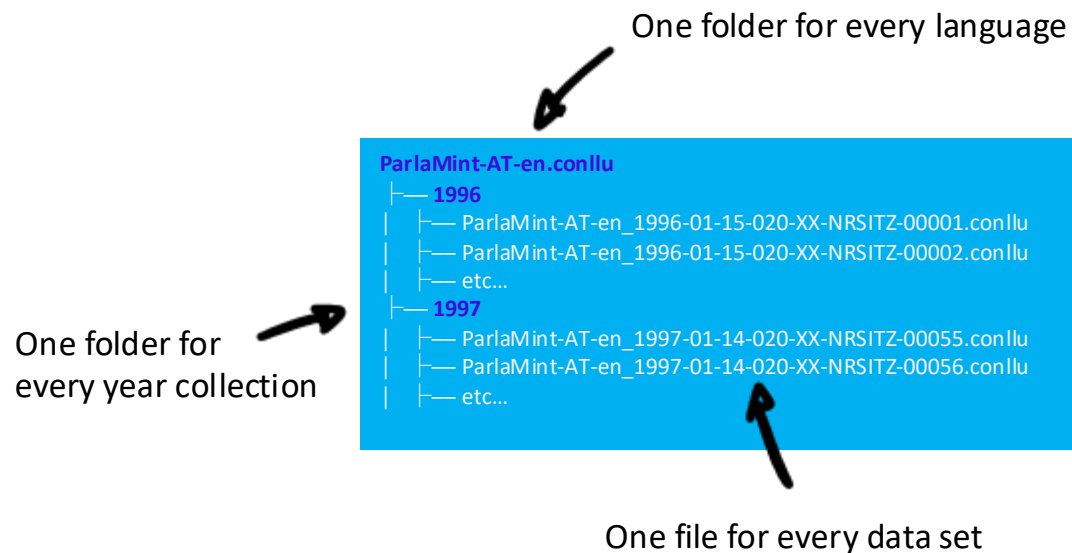 One folder for every language
ParlaMint-AT-en.conllu
├── 1996
│ ├── ParlaMint-AT-en_1996-01-15-020-XX-NRSITZ-00001.conllu
│ ├── ParlaMint-AT-en_1996-01-15-020-XX-NRSITZ-00002.conllu
│ ├── etc…
├── 1997
│ ├── ParlaMint-AT-en_1997-01-14-020-XX-NRSITZ-00055.conllu
│ ├── ParlaMint-AT-en_1997-01-14-020-XX-NRSITZ-00056.conllu
│ ├── etc…
One folder for
every year collection
One file for every data set